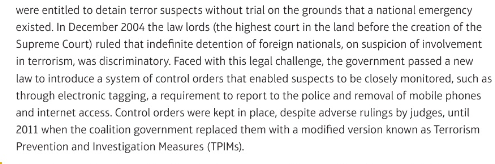 were entitled to detain terror suspects without trial on the grounds that a national emergency
existed. In December 2004 the law lords (the highest court in the land before the creation of the
Supreme Court) ruled that indefinite detention of foreign nationals, on suspicion of involvement
in terrorism, was discriminatory. Faced with this legal challenge, the government passed a new
law to introduce a system of control orders that enabled suspects to be closely monitored, such as
through electronic tagging, a requirement to report to the police and removal of mobile phones
and internet access. Control orders were kept in place, despite adverse rulings by judges, until
2011 when the coalition government replaced them with a modified version known as Terrorism
Prevention and Investigation Measures (TPIMs).